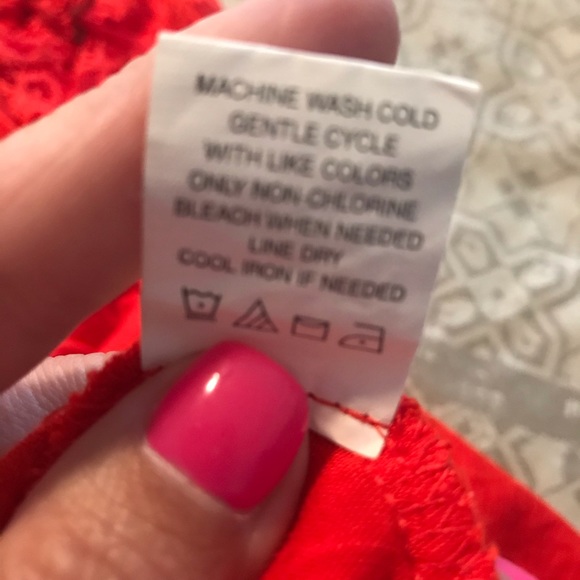 MACHINE WASH COLD
GENTLE CYCLE
WITH LIKE COLORS
ONLY NON-CHLORINE
BLEACH WHEN NEEDED
LINE DRY
COOL IRON IF NEEDED